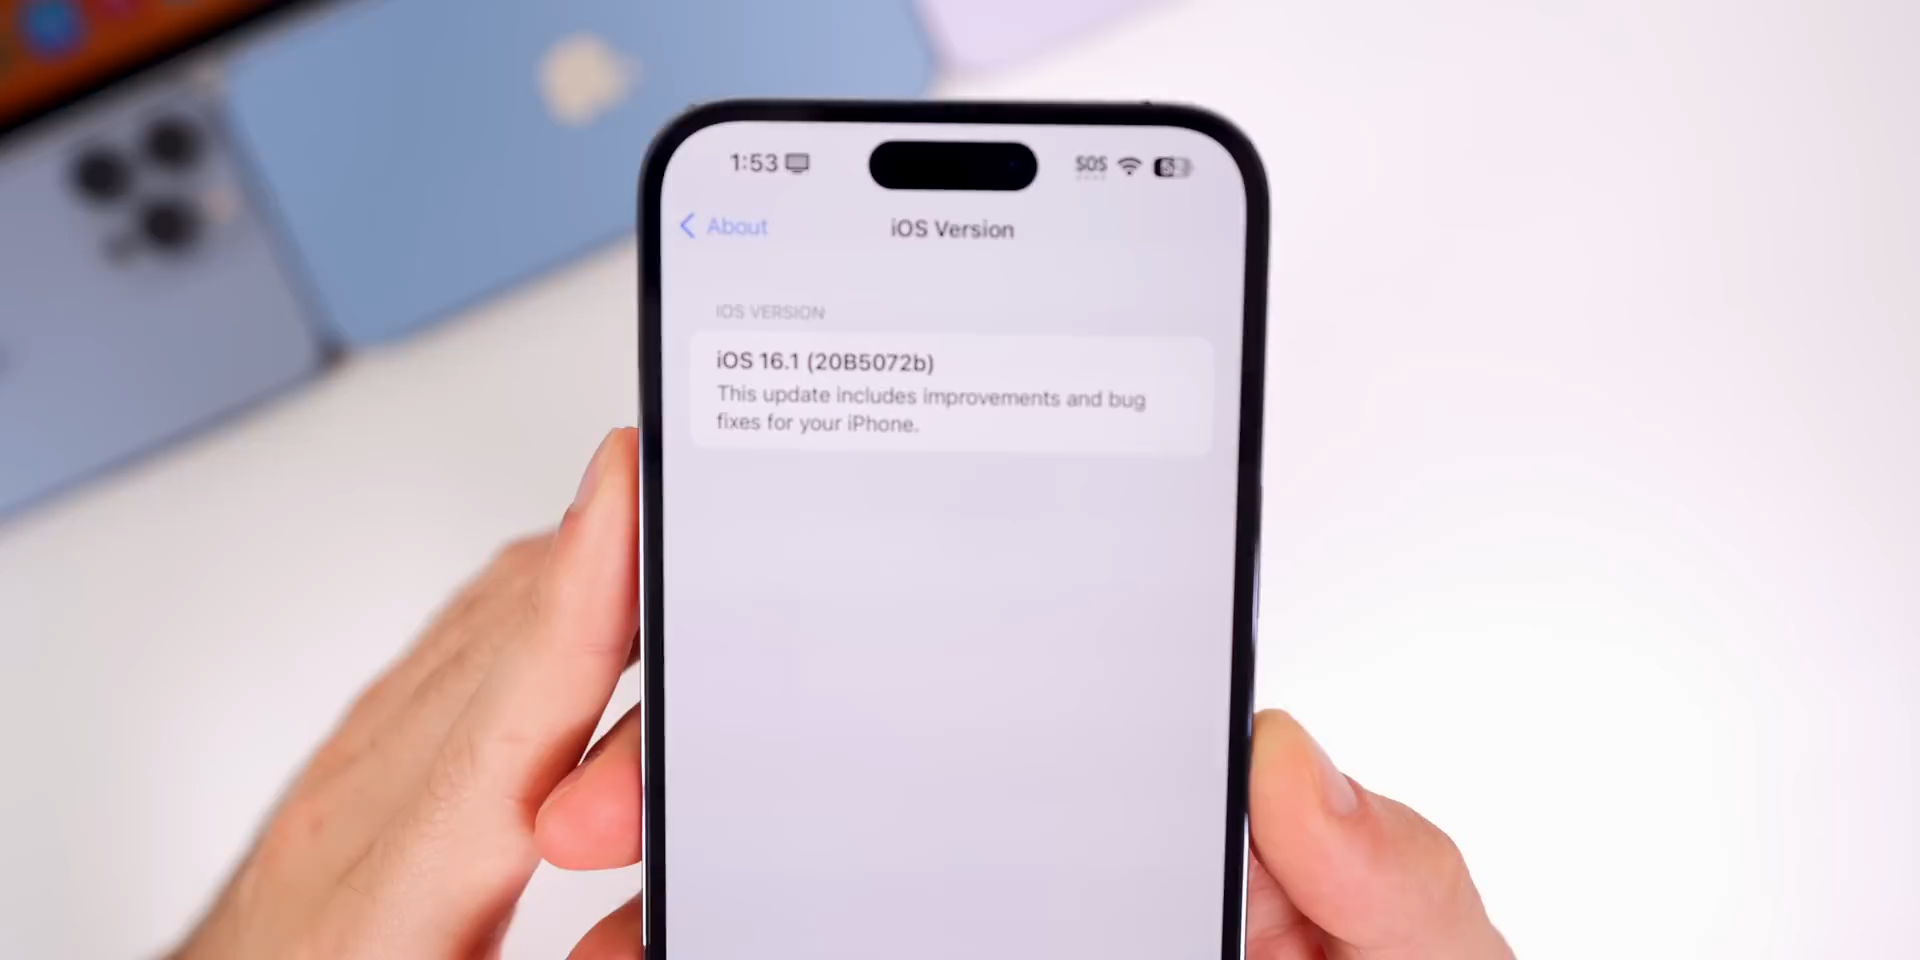 1:53
SOS
About
iOS Version
IOS VERSION
iOS 16.1 (20B5072b)
This update includes improvements and bug
fixes for your iPhone.